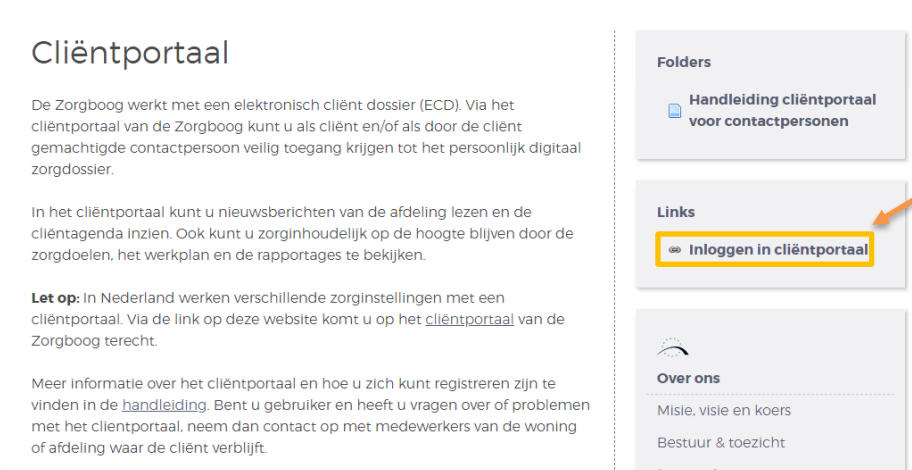 Cliëntportaal
De Zorgboog werkt met een elektronisch cliënt dossier (ECD). Via het
cliëntportaal van de Zorgboog kunt u als cliënt en/of als door de cliënt
gemachtigde contactpersoon veilig toegang krijgen tot het persoonlijk digitaal
zorgdossier.
In het cliëntportaal kunt u nieuwsberichten van de afdeling lezen en de
cliëntagenda inzien. Ook kunt u zorginhoudelijk op de hoogte blijven door de
zorgdoelen, het werkplan en de rapportages te bekijken.
Let op: In Nederland werken verschillende zorginstellingen met een
cliëntportaal. Via de link op deze website komt u op het cliëntportaal van de
Zorgboog terecht.
Meer informatie over het cliëntportaal en hoe u zich kunt registreren zijn te
vinden in de handleiding. Bent u gebruiker en heeft u vragen over of problemen
met het clientportaal, neem dan contact op met medewerkers van de woning
of afdeling waar de cliënt verblijft.
Folders
Handleiding cliëntportaal
voor contactpersonen
Links
Inloggen in cliëntportaal
Over ons
Misie, visie en koers
Bestuur & toezicht